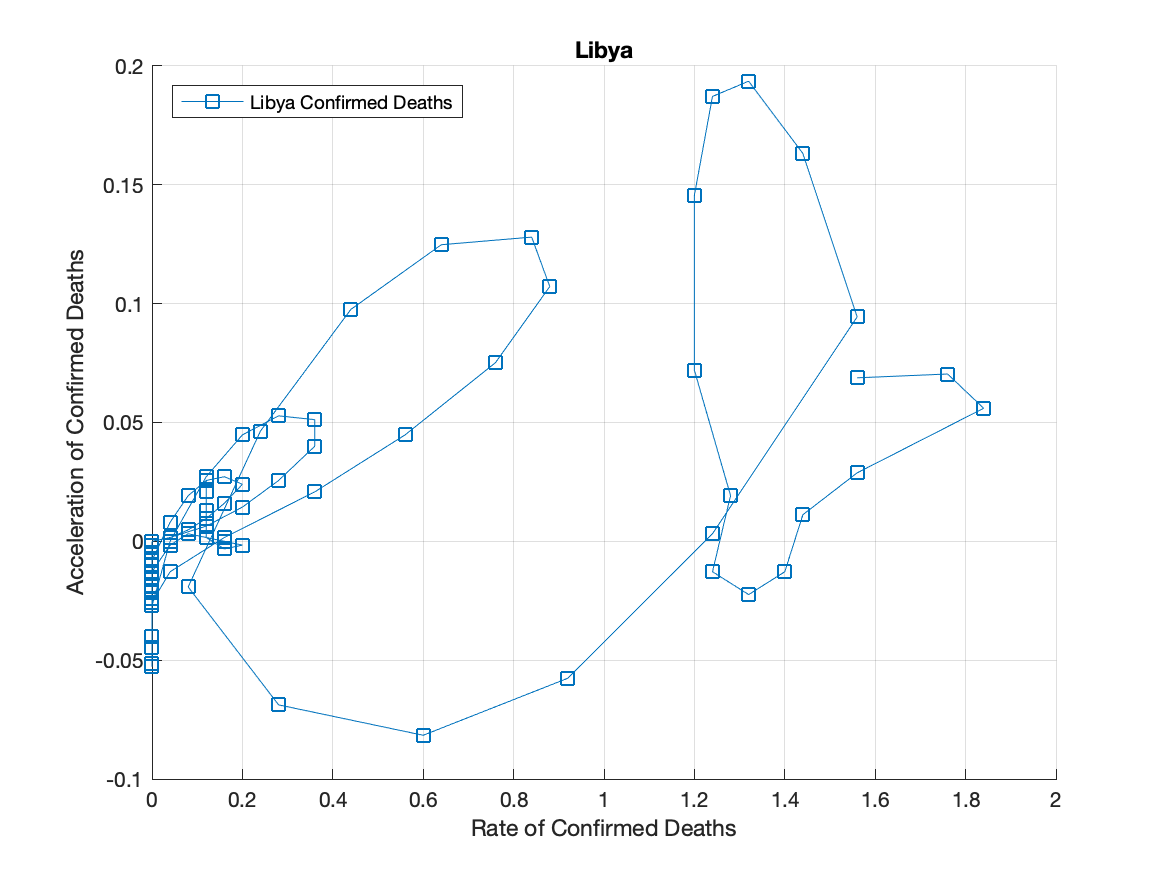 Libya
Libya Confirmed Deaths
Acceleration of Confirmed Deaths
0.2
0.15
0.1
0.05
0
-0.05
-0.1
0 0.2 0.4 0.6 0.8 1 1.2 1.4 1.6 1.8 2
Rate of Confirmed Deaths